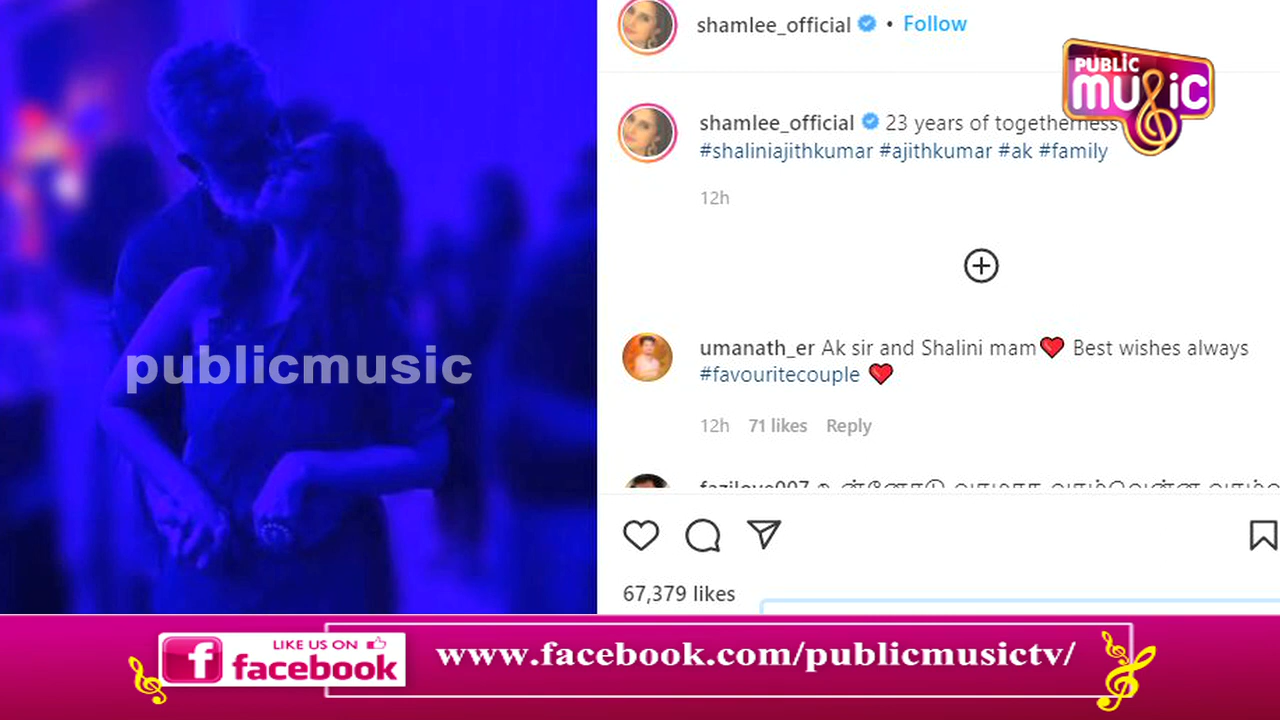 shamlee_official • Follow
PUBLIC
MUSIC
shamlee_official 23 years of togetherness
#shaliniajithkumar #ajithkumar #ak #family
12h
umanath_er Ak sir and Shalini mam❤️ Best wishes always
#favouritecouple ❤️
12h 71 likes Reply
publicmusic
67,379 likes
LIKE US ON
f facebook
www.facebook.com/publicmusictv/